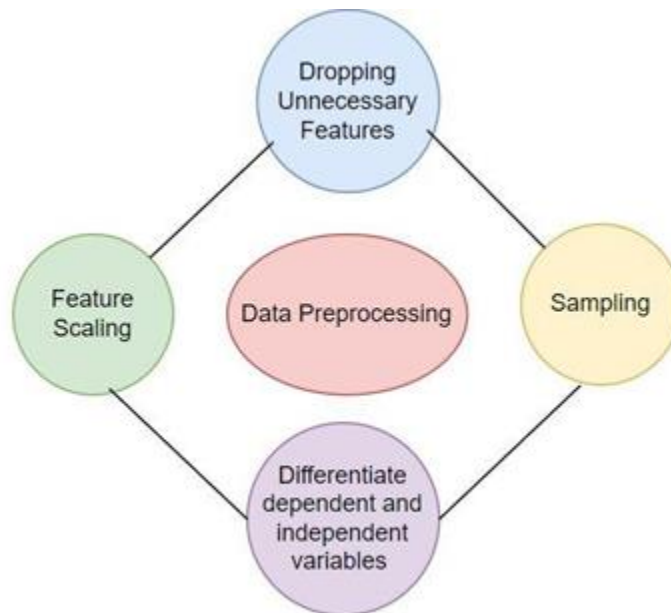 Dropping
Unnecessary
Features
Feature
Scaling
Data Preprocessing
Sampling
Differentiate
dependent and
independent
variables